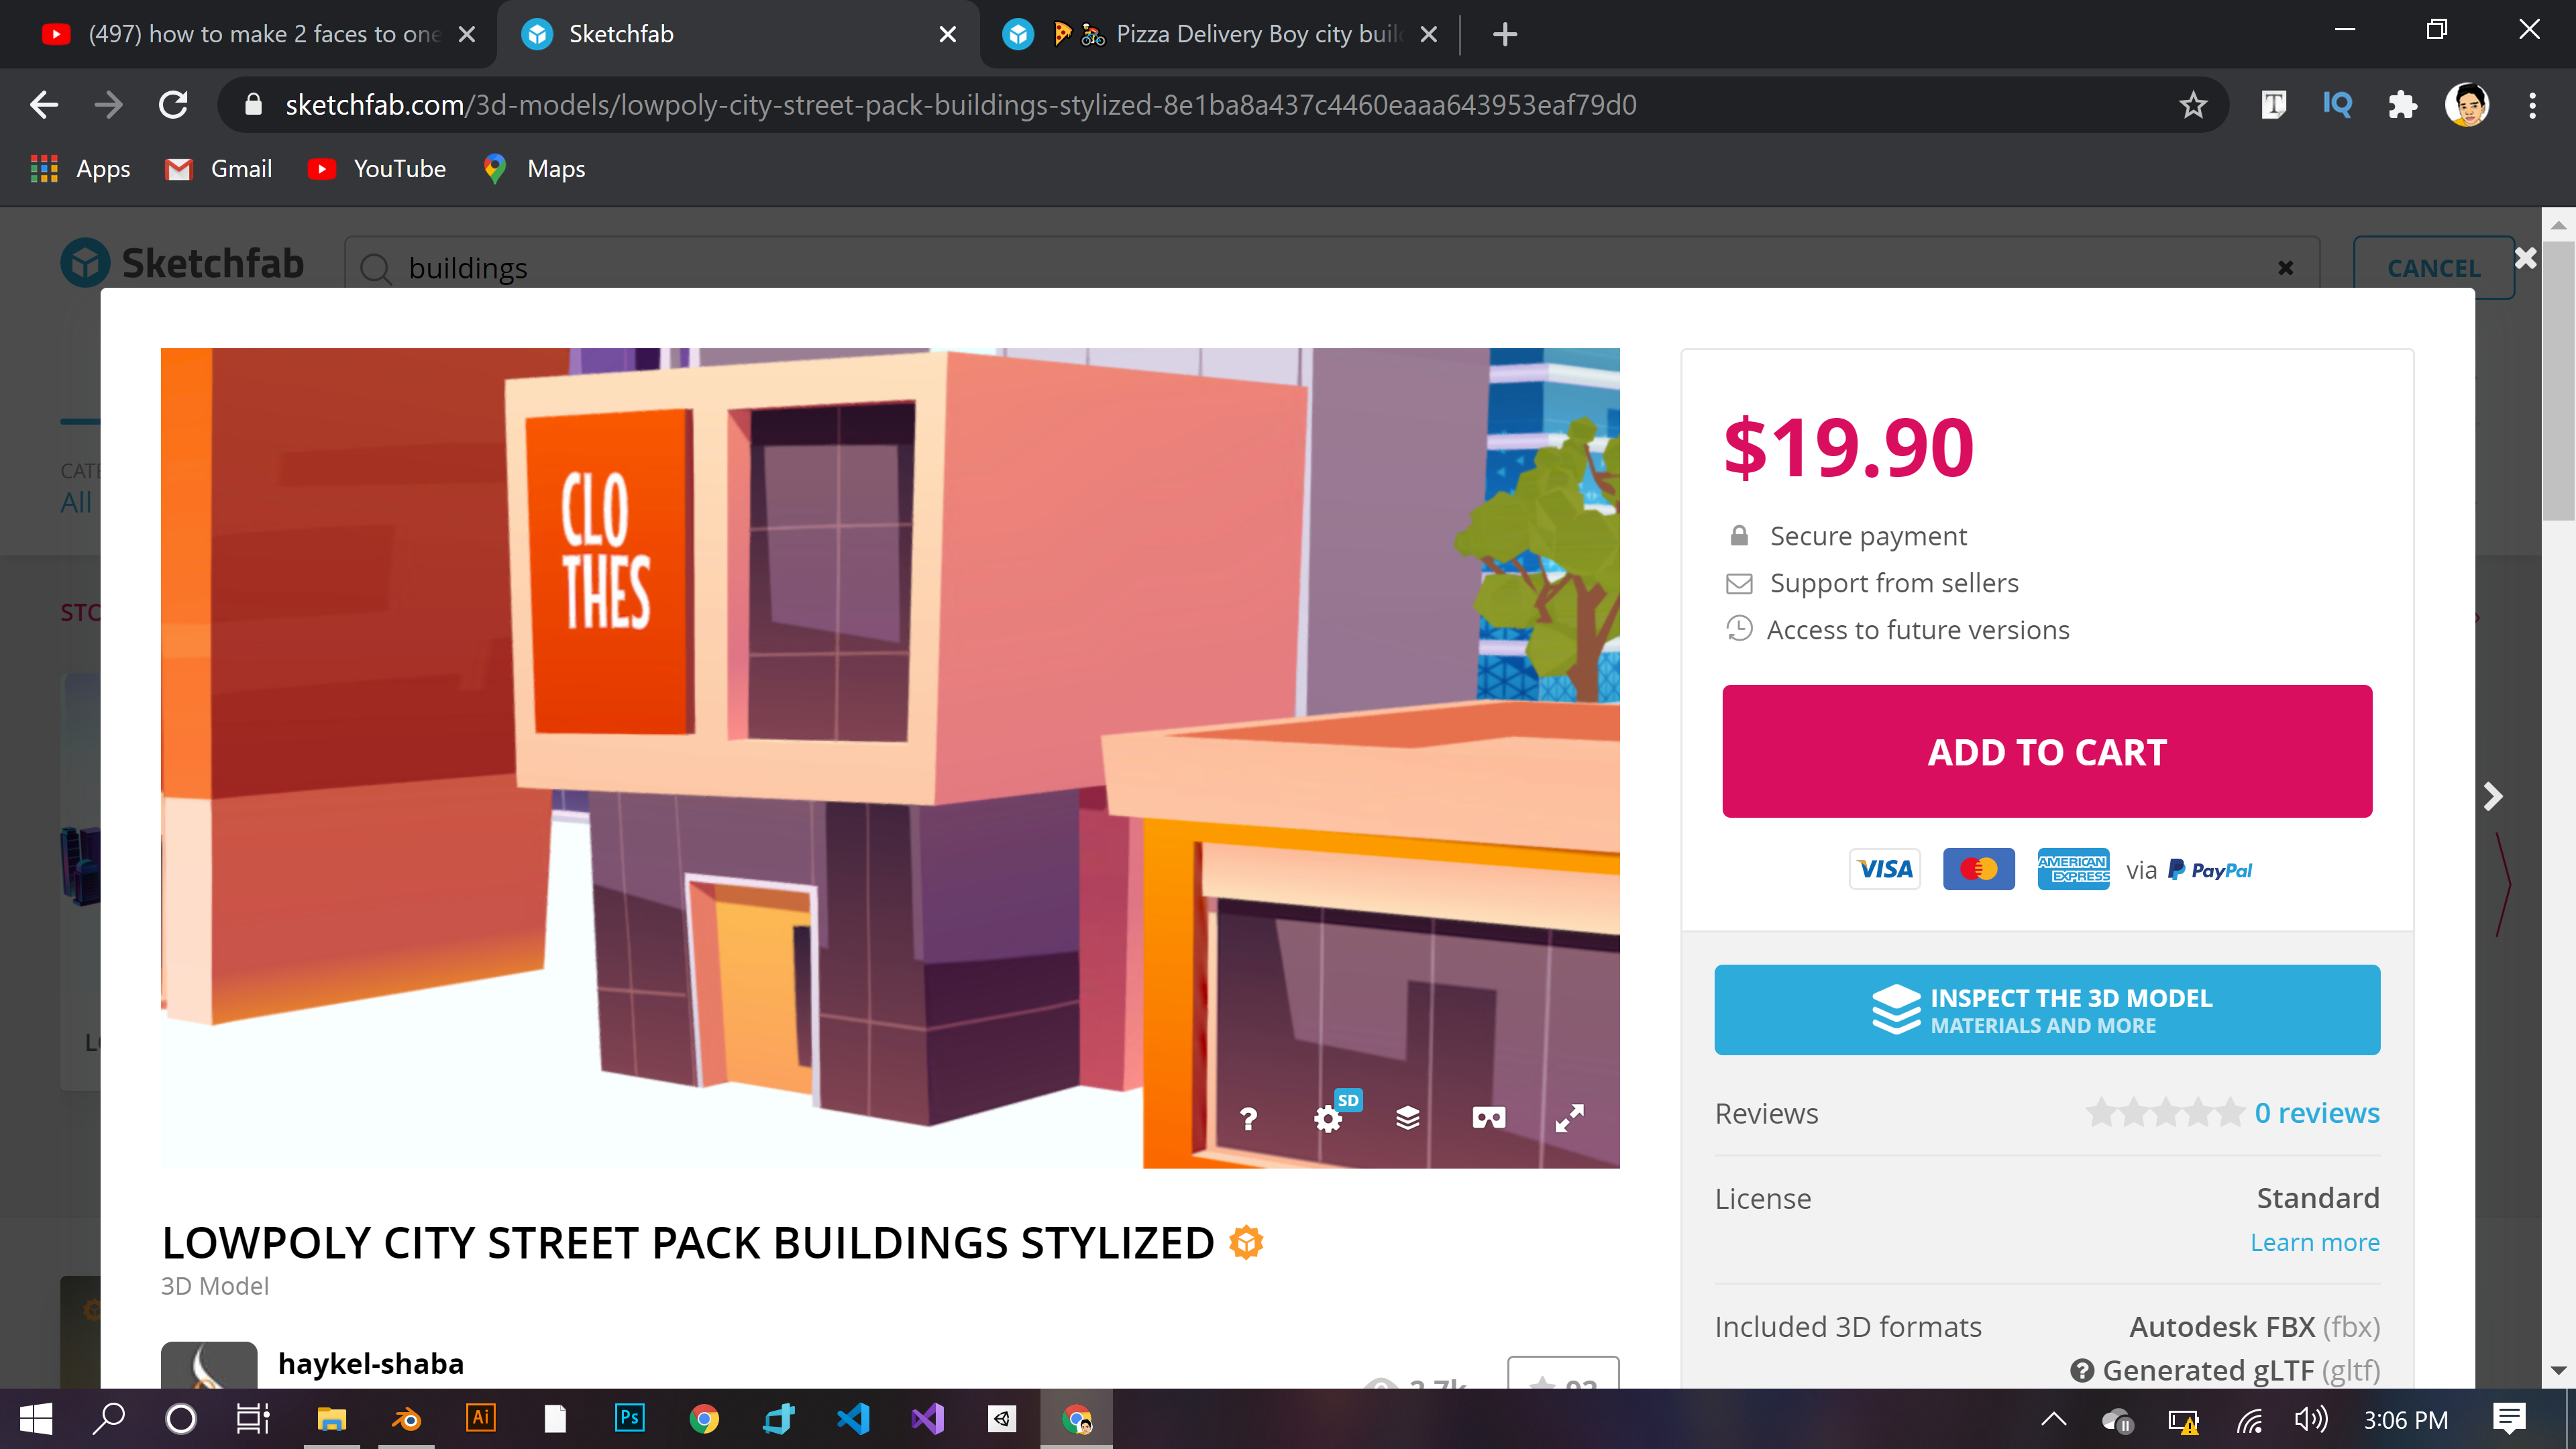 (497) how to make 2 faces to one
Sketchfab
Pizza Delivery Boy city buil
sketchfab.com/3d-models/lowpoly-city-street-pack-buildings-stylized-8e1ba8a437c4460eaaa643953eaf79d0
IQ
Apps
Gmail
YouTube
Maps
Sketchfab
buildings
CANCEL
CATE
All
STO
CLO
THES
SD
$19.90
Secure payment
Support from sellers
Access to future versions
ADD TO CART
VISA
AMERICAN
EXPRESS
via PayPal
INSPECT THE 3D MODEL
MATERIALS AND MORE
Reviews
0 reviews
License
Standard
Learn more
Included 3D formats
Autodesk FBX (fbx)
Generated gLTF (gltf)
LOWPOLY CITY STREET PACK BUILDINGS STYLIZED
3D Model
haykel-shaba
Ai
Ps
3:06 PM